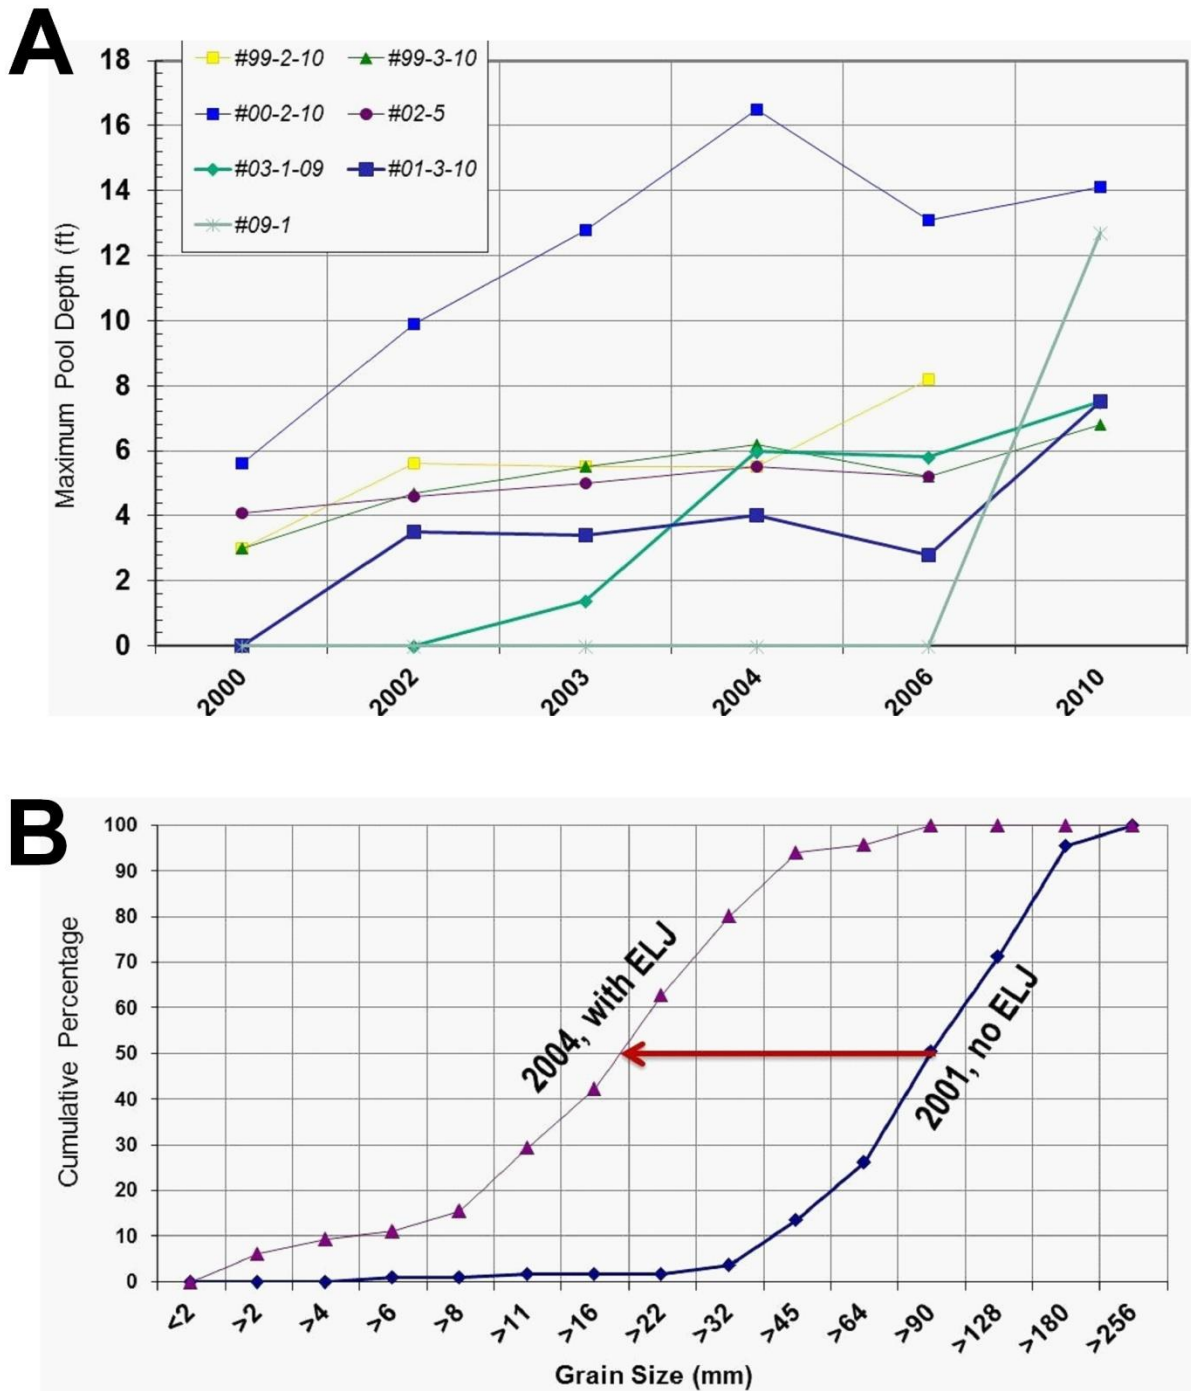 A
#99-2-10 #99-3-10
#00-2-10 #02-5
#03-1-09 #01-3-10
#09-1
Maximum Pool Depth (ft)
18
16
14
12
10
8
6
4
2
0
2000 2002 2003 2004 2006 2010
B
Cumulative Percentage
100
90
80
70
60
50
40
30
20
10
0
2004, with ELJ
2001, no ELJ
<2 >2 >4 >6 >8 >11 >16 >22 >32 >45 >64 >90 >128 >180 >256
Grain Size (mm)